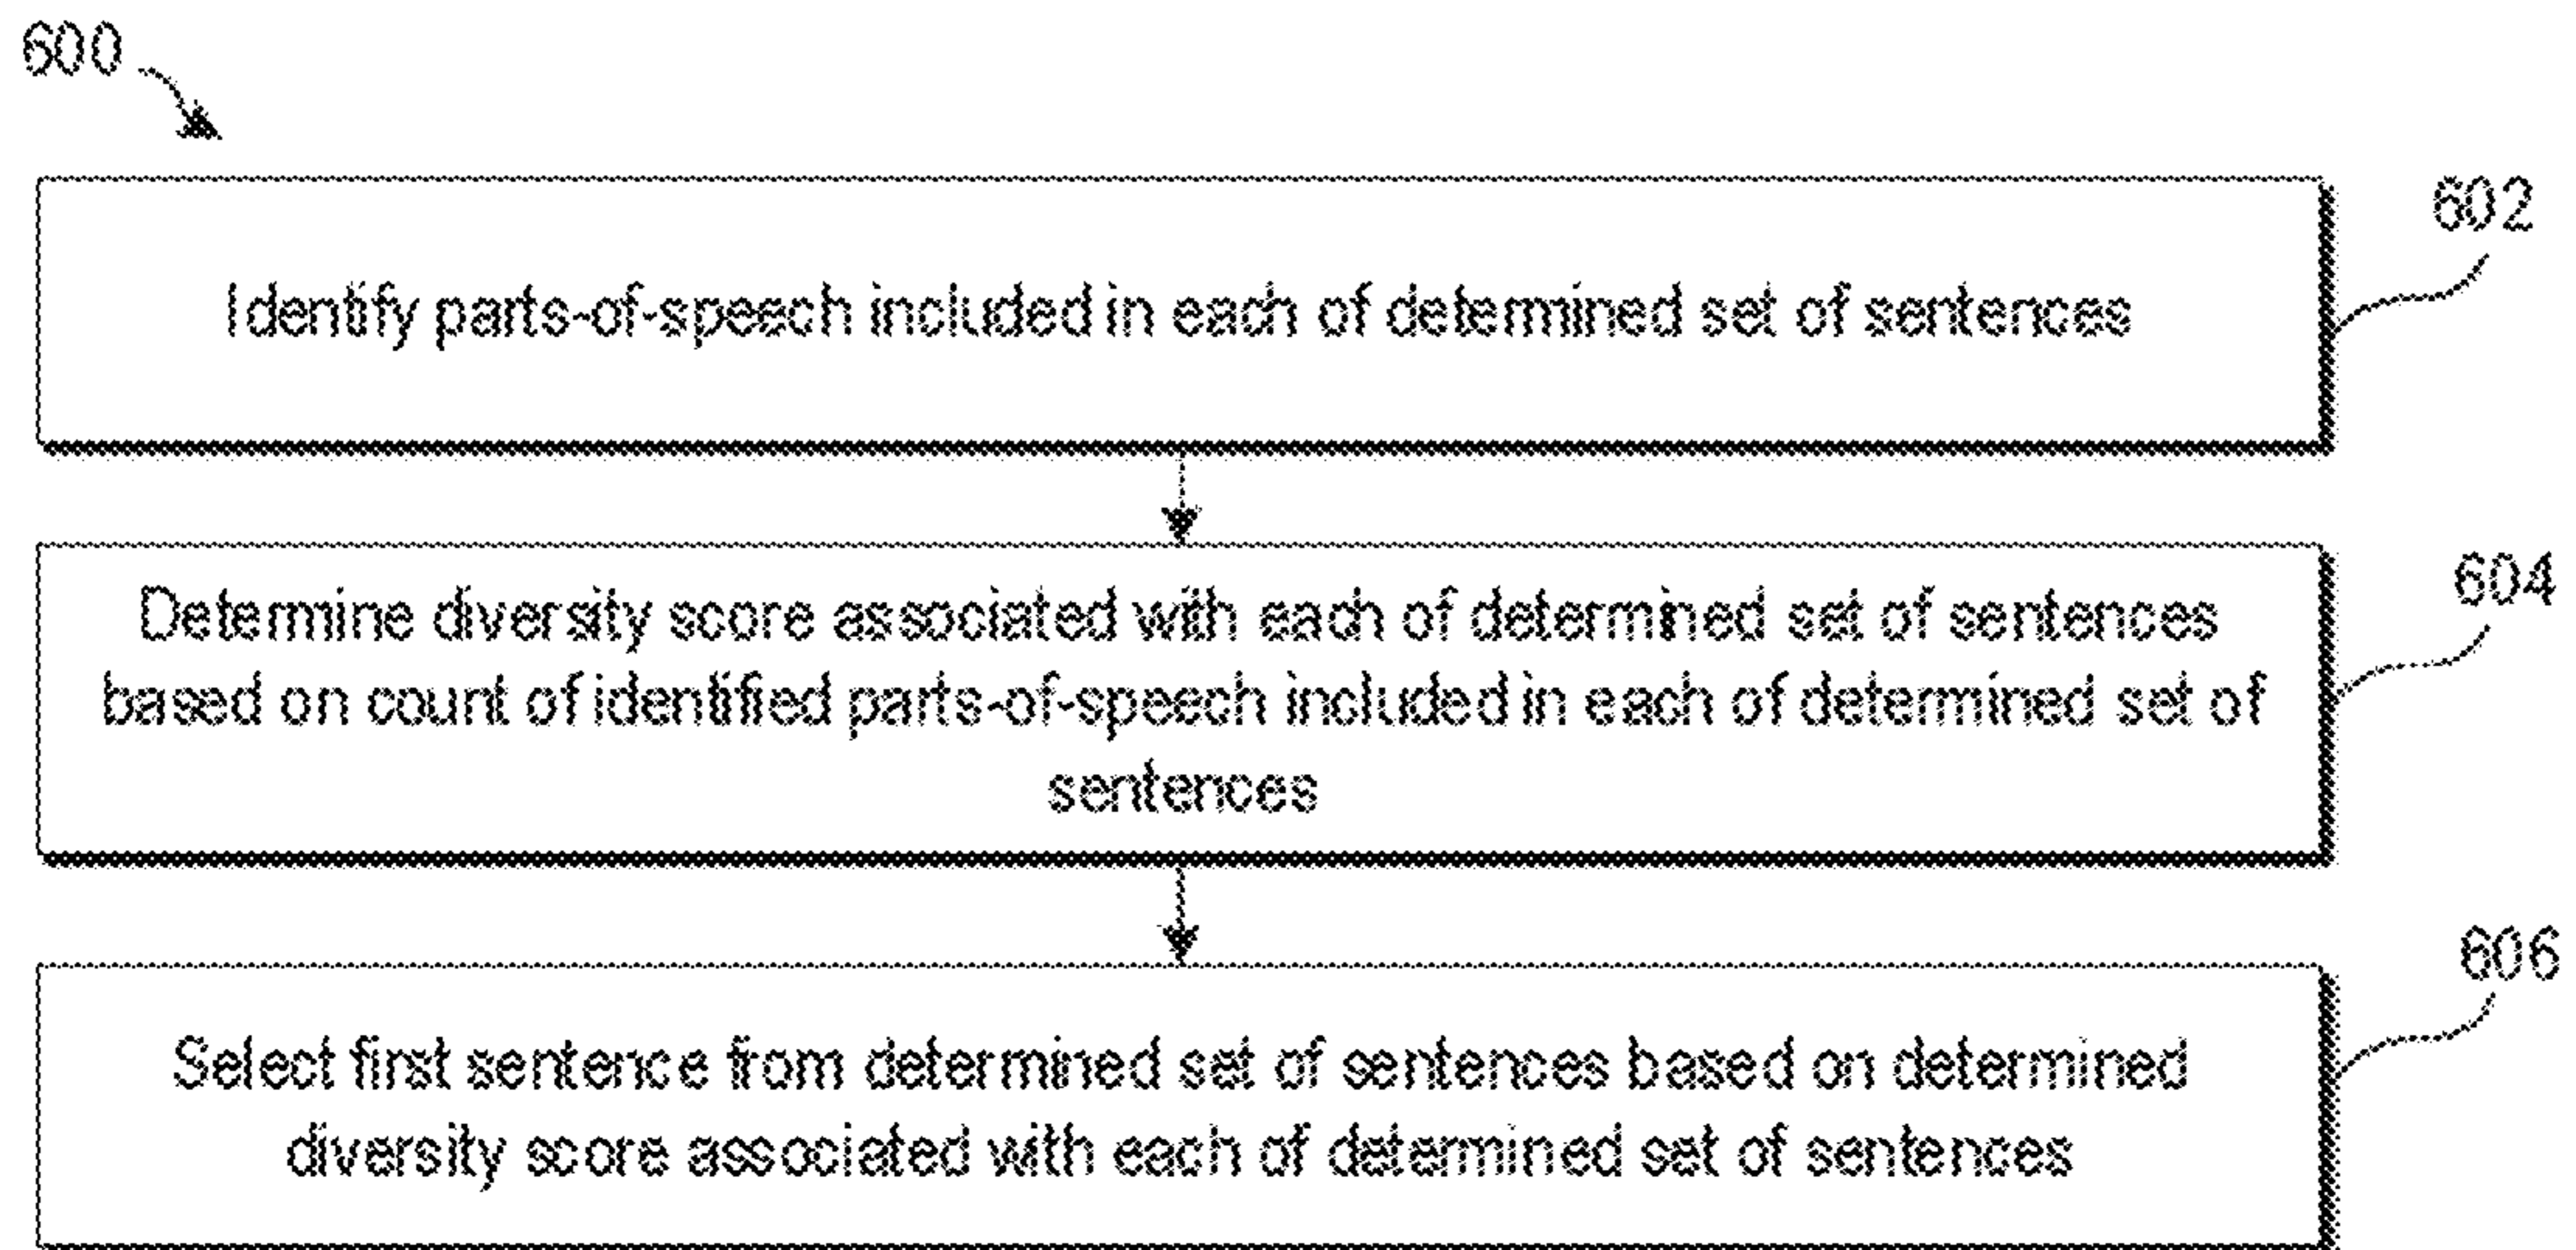 600
602
Identify parts-of-speech included in each of determined set of sentences
604
Determine diversity score associated with each of determined set of sentences
based on count of identified parts-of-speech included in each of determined set of
sentences
606
Select first sentence from determined set of sentences based on determined
diversity score associated with each of determined set of sentences